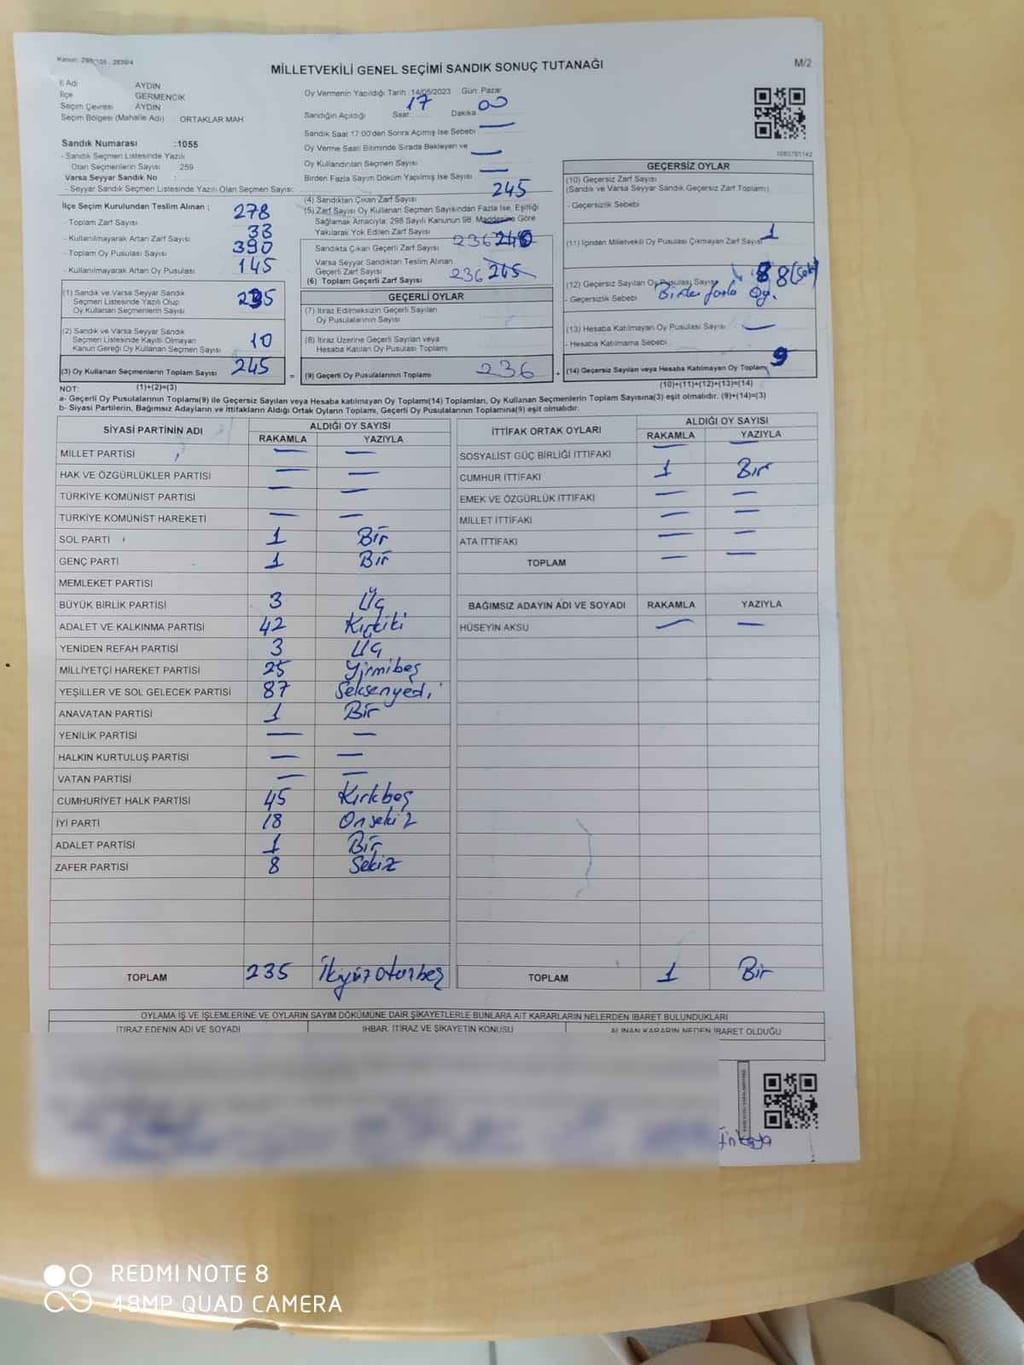 Kanun: 298/105 - 2839/4
MİLLETVEKİLİ GENEL SEÇİMİ SANDIK SONUÇ TUTANAĞI
M/2
İl Adı AYDIN
İlçe GERMENCİK
Seçim Çevresi AYDIN
Seçim Bölgesi (Mahalle Adı) : ORTAKLAR MAH.
Sandık Numarası :1055
- Sandık Seçmen Listesinde Yazılı
Olan Seçmenlerin Sayısı : 259
Varsa Seyyar Sandık No :
- Seyyar Sandık Seçmen Listesinde Yazılı Olan Seçmen Sayısı:
Oy Vermenin Yapıldığı Tarih :14/05/2023 Gün: Pazar
Sandığın Açıldığı Saat 17 Dakika 00
Sandık Saat 17:00'den Sonra Açılmış İse Sebebi —
Oy Verme Saati Bitiminde Sırada Bekleyen ve
Oy Kullandırılan Seçmen Sayısı —
Birden Fazla Sayım Döküm Yapılmış İse Sayısı —
İlçe Seçim Kurulundan Teslim Alınan :
- Toplam Zarf Sayısı 278
- Kullanılmayarak Artan Zarf Sayısı 33
- Toplam Oy Pusulası Sayısı 390
- Kullanılmayarak Artan Oy Pusulası 145
(1) Sandık ve Varsa Seyyar Sandık
Seçmen Listesinde Yazılı Olup
Oy Kullanan Seçmen Sayısı 235
(2) Sandık ve Varsa Seyyar Sandık
Seçmen Listesinde Kayıtlı Olmayan
Kanun Gereği Oy Kullanan Seçmen Sayısı 10
(3) Oy Kullanan Seçmenlerin Toplam Sayısı 245
(1)+(2)=(3)
(4) Sandıktan Çıkan Zarf Sayısı 245
(5) Zarf Sayısı Oy Kullanan Seçmen Sayısından Fazla İse, Eşitliği
Sağlamak Amacıyla; 298 Sayılı Kanunun 98. Maddesine Göre
Yakılarak Yok Edilen Zarf Sayısı
Sandıkta Çıkan Geçerli Zarf Sayısı 236
Varsa Seyyar Sandıktan Teslim Alınan
Geçerli Zarf Sayısı
(6) Toplam Geçerli Zarf Sayısı 236 245
GEÇERLİ OYLAR
(7) İtiraz Edilmeksizin Geçerli Sayılan
Oy Pusulalarının Sayısı
(8) İtiraz Üzerine Geçerli Sayılan veya
Hesaba Katılan Oy Pusulası Toplamı
(9) Geçerli Oy Pusulalarının Toplamı 236
GEÇERSİZ OYLAR
(10) Geçersiz Zarf Sayısı
(Sandık ve Varsa Seyyar Sandık Geçersiz Zarf Toplamı)
- Geçersizlik Sebebi
(11) İçinden Milletvekili Oy Pusulası Çıkmayan Zarf Sayısı 1
(12) Geçersiz Sayılan Oy Pusulası Sayısı 8 8
- Geçersizlik Sebebi Birden fazla oy.
(13) Hesaba Katılmayan Oy Pusulası Sayısı —
- Hesaba Katılmama Sebebi
(14) Geçersiz Sayılan veya Hesaba Katılmayan Oy Toplamı 9
(10)+(11)+(12)+(13)=(14)
NOT:
a- Geçerli Oy Pusulalarının Toplamı(9) ile Geçersiz Sayılan veya Hesaba katılmayan Oy Toplamı(14) Toplamları, Oy Kullanan Seçmenlerin Toplam Sayısına(3) eşit olmalıdır. (9)+(14)=(3)
b- Siyasi Partilerin, Bağımsız Adayların ve İttifakların Aldığı Ortak Oyların Toplamı, Geçerli Oy Pusulalarının Toplamına(9) eşit olmalıdır.
SİYASİ PARTİNİN ADI ALDIĞI OY SAYISI
RAKAMLA YAZIYLA
MİLLET PARTİSİ — —
HAK VE ÖZGÜRLÜKLER PARTİSİ — —
TÜRKİYE KOMÜNİST PARTİSİ — —
TÜRKİYE KOMÜNİST HAREKETİ — —
SOL PARTİ 1 Bir
GENÇ PARTİ 1 Bir
MEMLEKET PARTİSİ
BÜYÜK BİRLİK PARTİSİ 3 Üç
ADALET VE KALKINMA PARTİSİ 42 Kırkiki
YENİDEN REFAH PARTİSİ 3 Üç
MİLLİYETÇİ HAREKET PARTİSİ 25 Yirmibeş
YEŞİLLER VE SOL GELECEK PARTİSİ 87 Seksenyedi
ANAVATAN PARTİSİ 1 Bir
YENİLİK PARTİSİ — —
HALKIN KURTULUŞ PARTİSİ — —
VATAN PARTİSİ — —
CUMHURİYET HALK PARTİSİ 45 Kırkbeş
İYİ PARTİ 18 Onsekiz
ADALET PARTİSİ 1 Bir
ZAFER PARTİSİ 8 Sekiz
TOPLAM 235 İkiyüzotuzbeş
İTTİFAK ORTAK OYLARI ALDIĞI OY SAYISI
RAKAMLA YAZIYLA
SOSYALİST GÜÇ BİRLİĞİ İTTİFAKI — —
CUMHUR İTTİFAKI 1 Bir
EMEK VE ÖZGÜRLÜK İTTİFAKI — —
MİLLET İTTİFAKI — —
ATA İTTİFAKI — —
TOPLAM — —
BAĞIMSIZ ADAYIN ADI VE SOYADI RAKAMLA YAZIYLA
HÜSEYİN AKSU — —
TOPLAM 1 Bir
OYLAMA İŞ VE İŞLEMLERİNE VE OYLARIN SAYIM DÖKÜMÜNE DAİR ŞİKAYETLERLE BUNLARA AİT KARARLARIN NELERDEN İBARET BULUNDUKLARI
İTİRAZ EDENİN ADI VE SOYADI İHBAR, İTİRAZ VE ŞİKAYETİN KONUSU ALINAN KARARIN NEDEN İBARET OLDUĞU
REDMI NOTE 8
48MP QUAD CAMERA